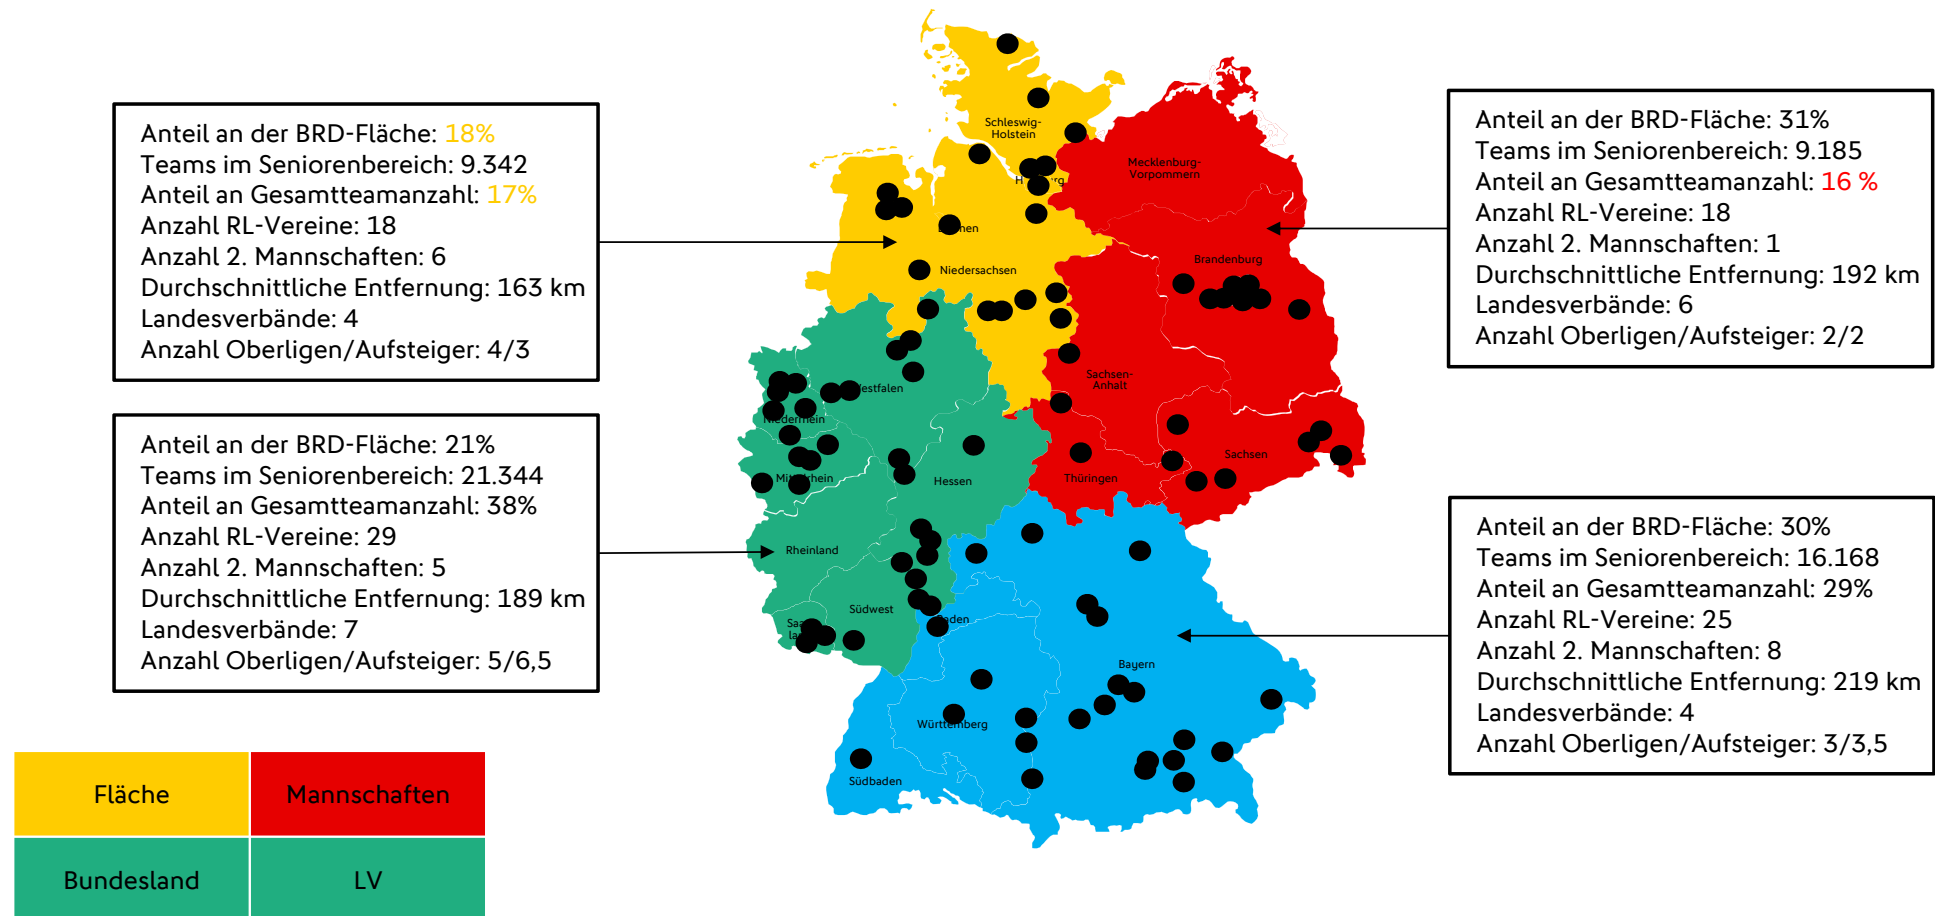 Anteil an der BRD-Fläche: 18%
Teams im Seniorenbereich: 9.342
Anteil an Gesamtteamanzahl: 17%
Anzahl RL-Vereine: 18
Anzahl 2. Mannschaften: 6
Durchschnittliche Entfernung: 163 km
Landesverbände: 4
Anzahl Oberligen/Aufsteiger: 4/3
Anteil an der BRD-Fläche: 21%
Teams im Seniorenbereich: 21.344
Anteil an Gesamtteamanzahl: 38%
Anzahl RL-Vereine: 29
Anzahl 2. Mannschaften: 5
Durchschnittliche Entfernung: 189 km
Landesverbände: 7
Anzahl Oberligen/Aufsteiger: 5/6,5
Schleswig-
Holstein
Mecklenburg-
Vorpommern
Niedersachsen
Brandenburg
Sachsen-
Anhalt
Sachsen
Thüringen
Hessen
Rheinland
Südwest
Bayern
Württemberg
Südbaden
Anteil an der BRD-Fläche: 31%
Teams im Seniorenbereich: 9.185
Anteil an Gesamtteamanzahl: 16 %
Anzahl RL-Vereine: 18
Anzahl 2. Mannschaften: 1
Durchschnittliche Entfernung: 192 km
Landesverbände: 6
Anzahl Oberligen/Aufsteiger: 2/2
Anteil an der BRD-Fläche: 30%
Teams im Seniorenbereich: 16.168
Anteil an Gesamtteamanzahl: 29%
Anzahl RL-Vereine: 25
Anzahl 2. Mannschaften: 8
Durchschnittliche Entfernung: 219 km
Landesverbände: 4
Anzahl Oberligen/Aufsteiger: 3/3,5
Fläche
Mannschaften
Bundesland
LV